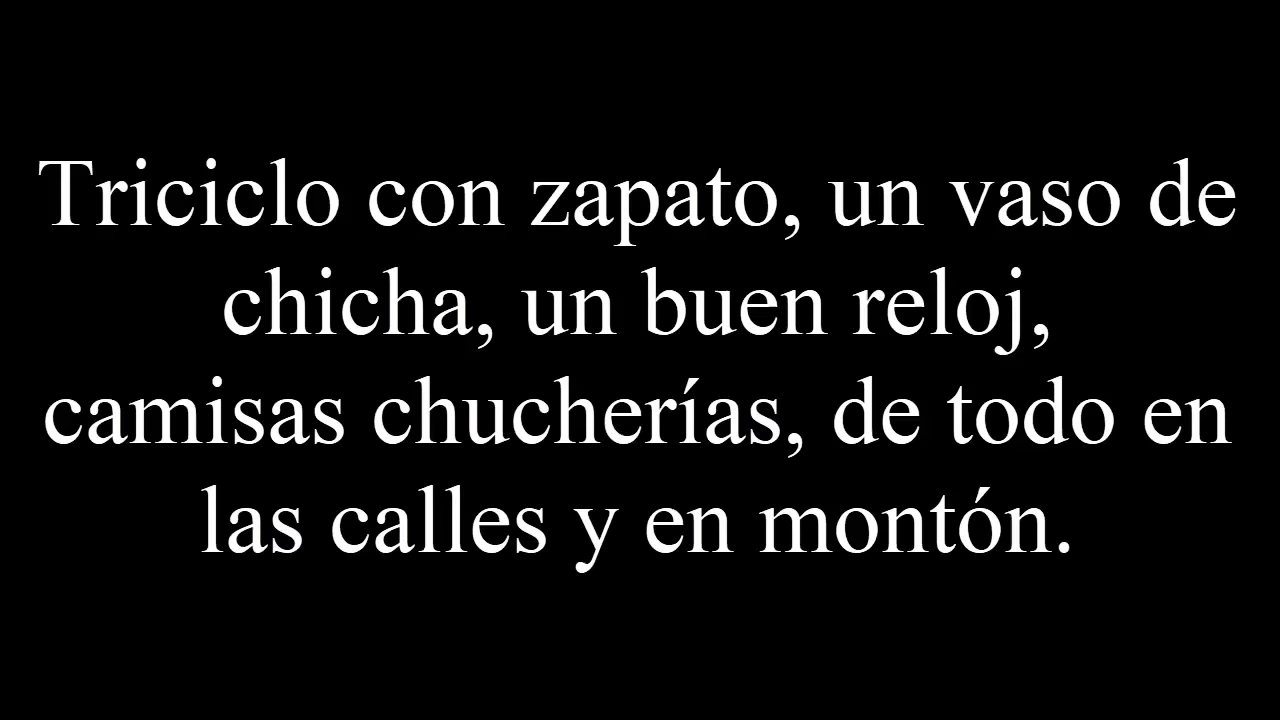 Triciclo con zapato, un vaso de
chicha, un buen reloj,
camisas chucherías, de todo en
las calles y en montón.